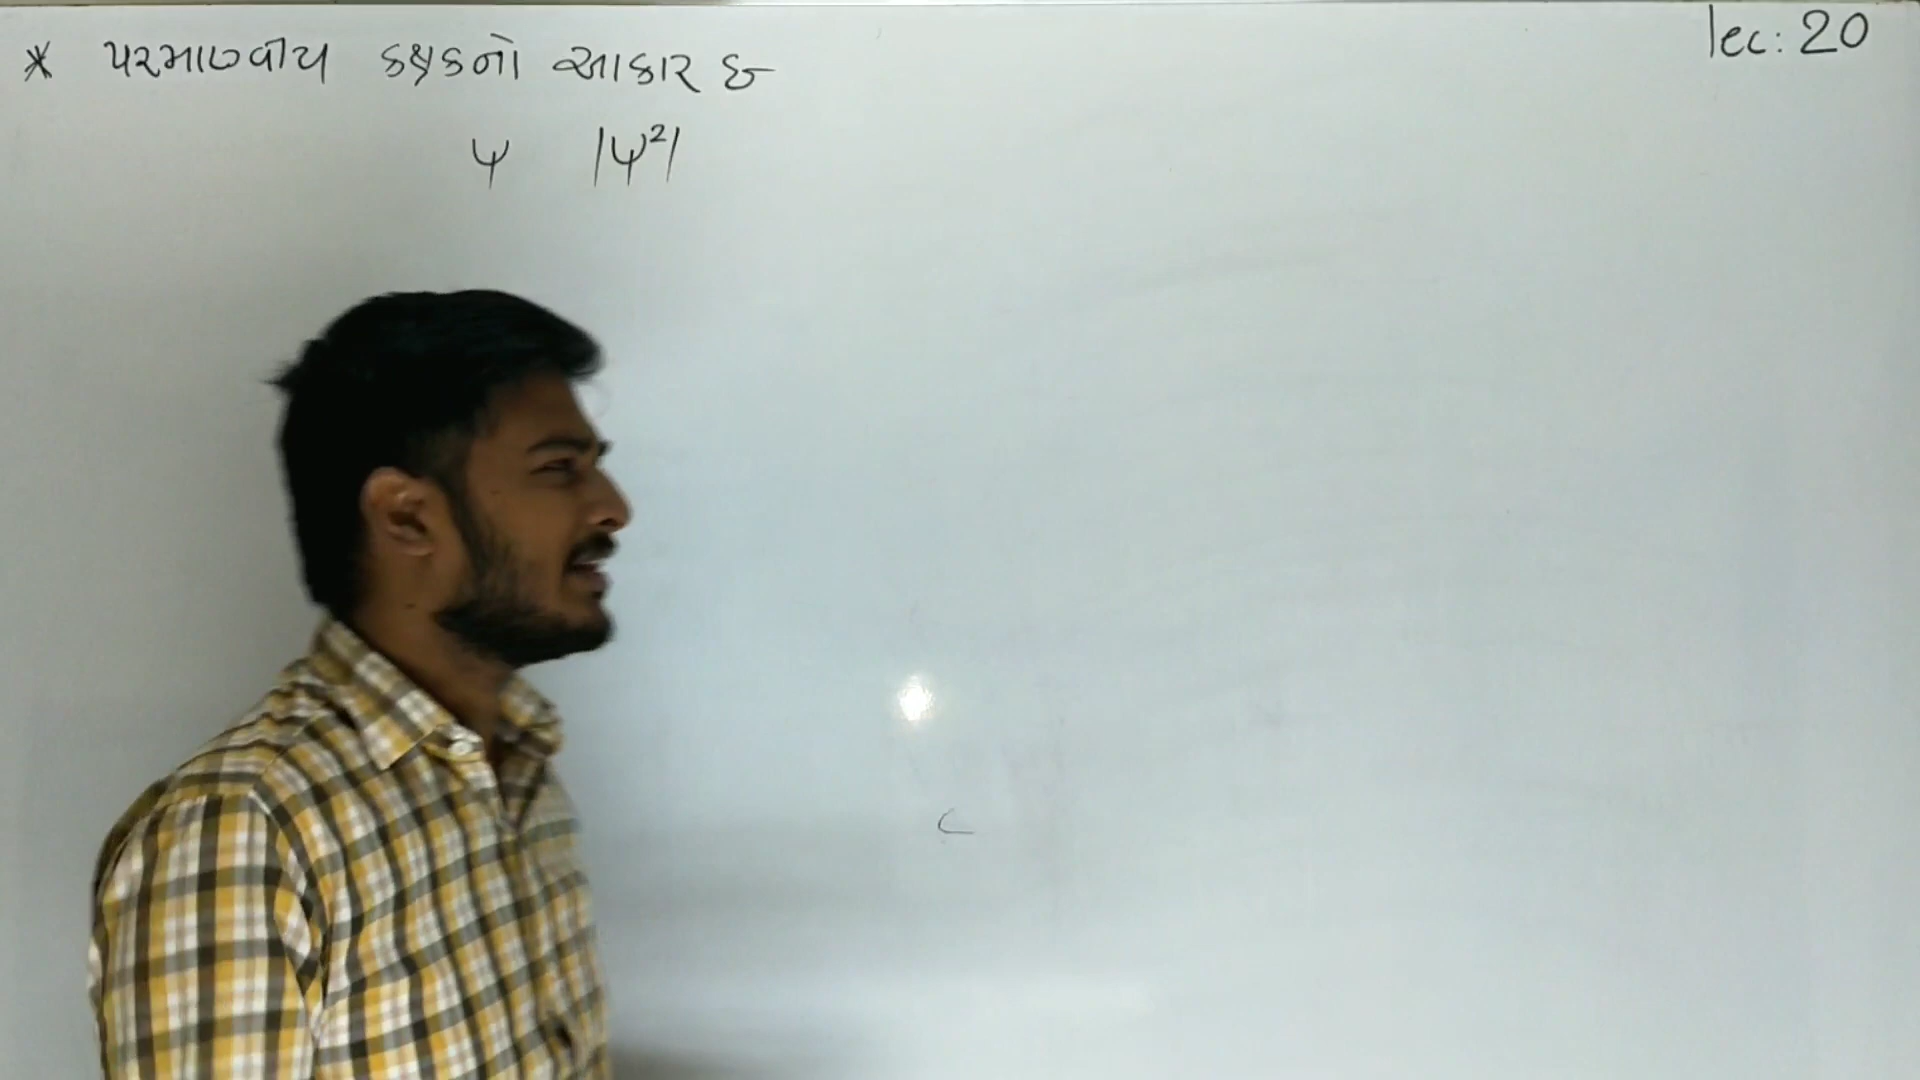 lec: 20
* પરમાણ્વીય કક્ષકનો આકાર :-
ψ |ψ²|